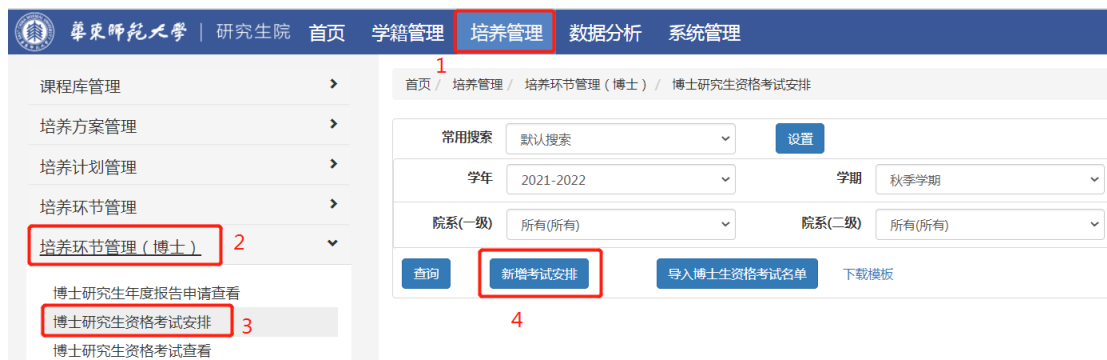 華東師範大學 | 研究生院 首页 学籍管理 培养管理 数据分析 系统管理
1
课程库管理
首页 / 培养管理 / 培养环节管理（博士） / 博士研究生资格考试安排
培养方案管理
常用搜索 默认搜索 设置
培养计划管理
学年 2021-2022 学期 秋季学期
培养环节管理
院系(一级) 所有(所有) 院系(二级) 所有(所有)
培养环节管理（博士） 2
查询 新增考试安排 导入博士生资格考试名单 下载模板
博士研究生年度报告申请查看
博士研究生资格考试安排 3
4
博士研究生资格考试查看